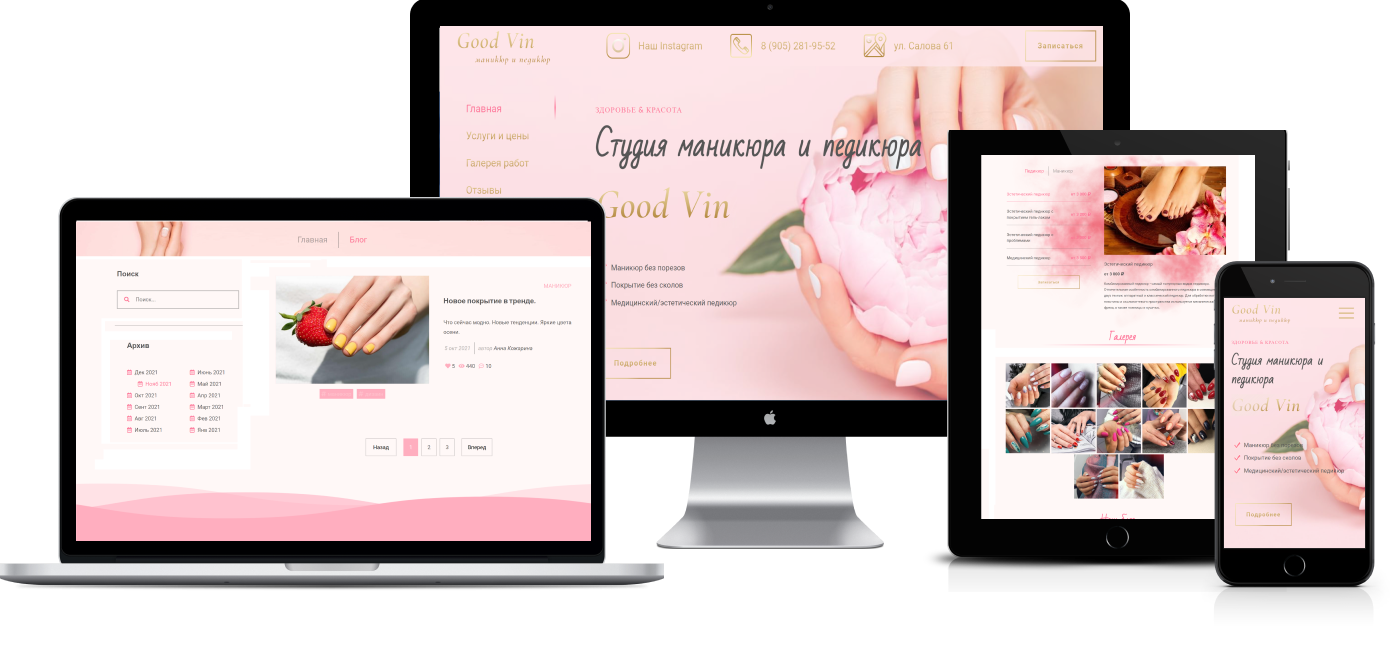 Good Vin
маникюр и педикюр
Наш Instagram
8 (905) 281-95-52
ул. Салова 61
Записаться
Главная
Услуги и цены
Галерея работ
Отзывы
ЗДОРОВЬЕ & КРАСОТА
Студия маникюра и педикюра
Good Vin
Маникюр без порезов
Покрытие без сколов
Медицинский/эстетический педикюр
Подробнее
Главная
Блог
Поиск
Поиск...
Архив
Дек 2021
Июнь 2021
Нояб 2021
Май 2021
Окт 2021
Апр 2021
Сент 2021
Март 2021
Авг 2021
Фев 2021
Июль 2021
Янв 2021
МАНИКЮР
Новое покрытие в тренде.
Что сейчас модно. Новые тенденции. Яркие цвета
осени.
5 окт 2021
автор Анна Кожарина
5 440 10
Назад
1
2
3
Вперед
Педикюр
Маникюр
Эстетический педикюр
Эстетический педикюр с
покрытием гель-лаком
Эстетический педикюр с
Медицинский педикюр
Эстетический педикюр
от 3 000 ₽
Галерея
Good Vin
маникюр и педикюр
ЗДОРОВЬЕ & КРАСОТА
Студия маникюра и
педикюра
Good Vin
Маникюр без порезов
Покрытие без сколов
Медицинский/эстетический педикюр
Подробнее